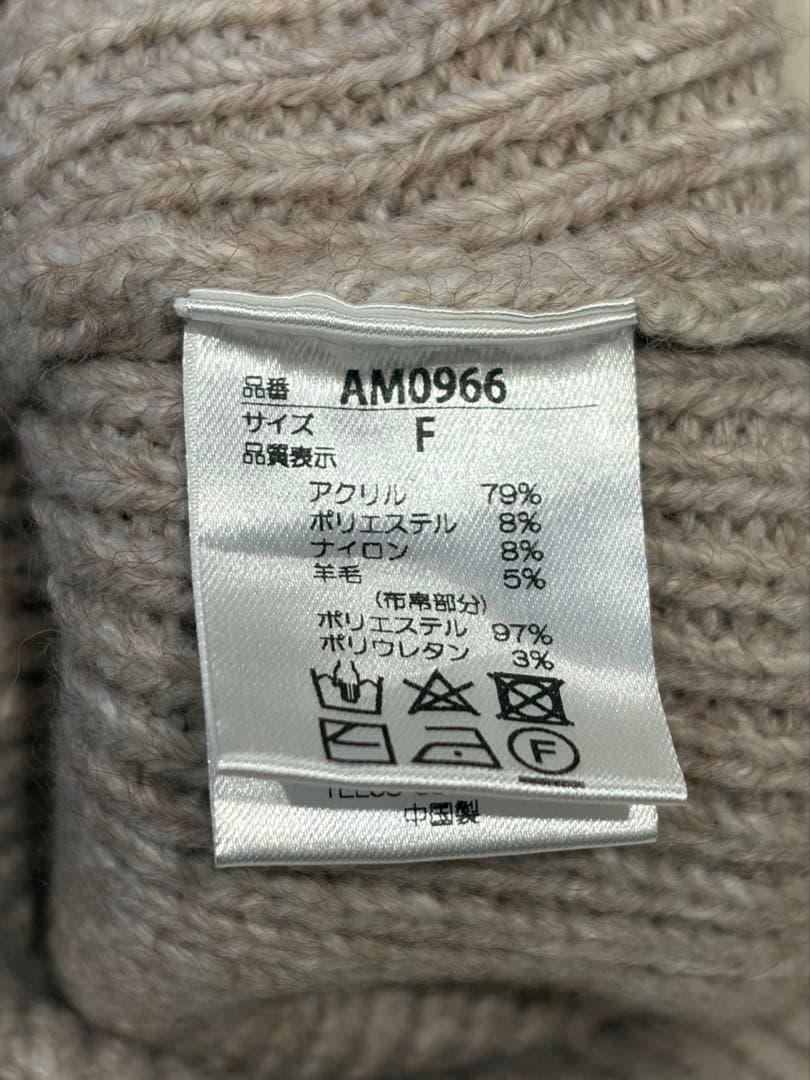 品番 AM0966
サイズ F
品質表示
アクリル 79%
ポリエステル 8%
ナイロン 8%
羊毛 5%
(布帛部分)
ポリエステル 97%
ポリウレタン 3%
F
中国製